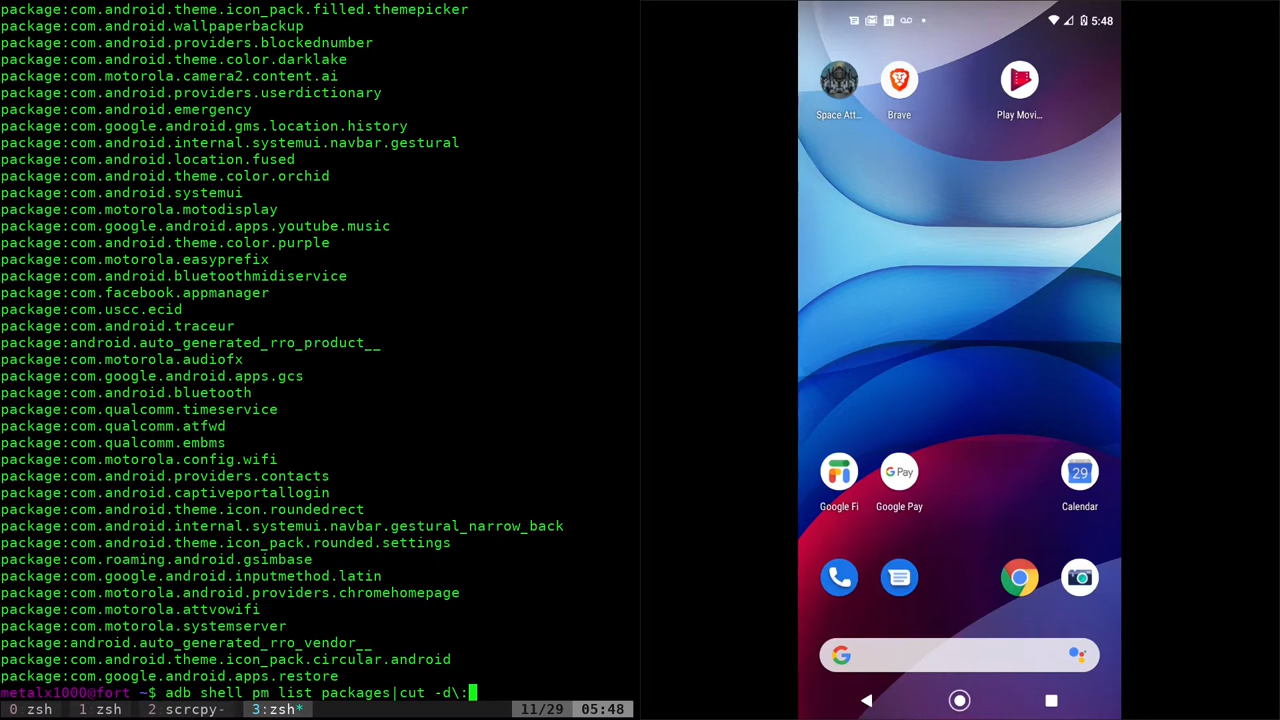 package:com.android.theme.icon_pack.filled.themepicker
package:com.android.wallpaperbackup
package:com.android.providers.blockednumber
package:com.android.theme.color.darklake
package:com.motorola.camera2.content.ai
package:com.android.providers.userdictionary
package:com.android.emergency
package:com.google.android.gms.location.history
package:com.android.internal.systemui.navbar.gestural
package:com.android.location.fused
package:com.android.theme.color.orchid
package:com.android.systemui
package:com.motorola.motodisplay
package:com.google.android.apps.youtube.music
package:com.android.theme.color.purple
package:com.motorola.easyprefix
package:com.android.bluetoothmidiservice
package:com.facebook.appmanager
package:com.uscc.ecid
package:com.android.traceur
package:android.auto_generated_rro_product__
package:com.motorola.audiofx
package:com.google.android.apps.gcs
package:com.android.bluetooth
package:com.qualcomm.timeservice
package:com.qualcomm.atfwd
package:com.qualcomm.embms
package:com.motorola.config.wifi
package:com.android.providers.contacts
package:com.android.captiveportallogin
package:com.android.theme.icon.roundedrect
package:com.android.internal.systemui.navbar.gestural_narrow_back
package:com.android.theme.icon_pack.rounded.settings
package:com.roaming.android.gsimbase
package:com.google.android.inputmethod.latin
package:com.motorola.android.providers.chromehomepage
package:com.motorola.attvowifi
package:com.motorola.systemserver
package:android.auto_generated_rro_vendor__
package:com.android.theme.icon_pack.circular.android
package:com.google.android.apps.restore
metalx1000@fort ~$ adb shell pm list packages|cut -d\:
0:zsh 1:zsh 2:scrcpy- 3:zsh* 11/29 05:48
5:48
Space Att... Brave Play Movi...
G Pay 29
Google Fi Google Pay Calendar